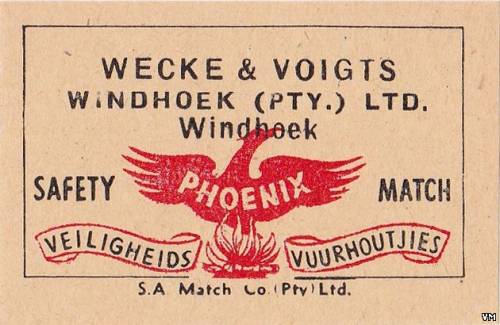 WECKE & VOIGTS
WINDHOEK (PTY.) LTD.
Windhoek
PHOENIX
SAFETY MATCH
VEILIGHEIDS VUURHOUTJIES
S.A. Match Co. (Pty) Ltd.
VM